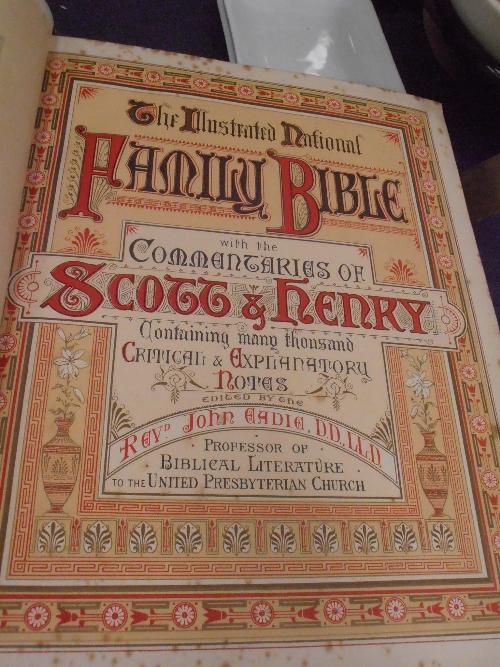 The Illustrated National
FAMILY BIBLE
with the
COMMENTARIES OF
SCOTT & HENRY
Containing many thousand
CRITICAL & EXPLANATORY
NOTES
EDITED BY THE
REVD JOHN EADIE, DD, LLD
PROFESSOR OF
BIBLICAL LITERATURE
TO THE UNITED PRESBYTERIAN CHURCH